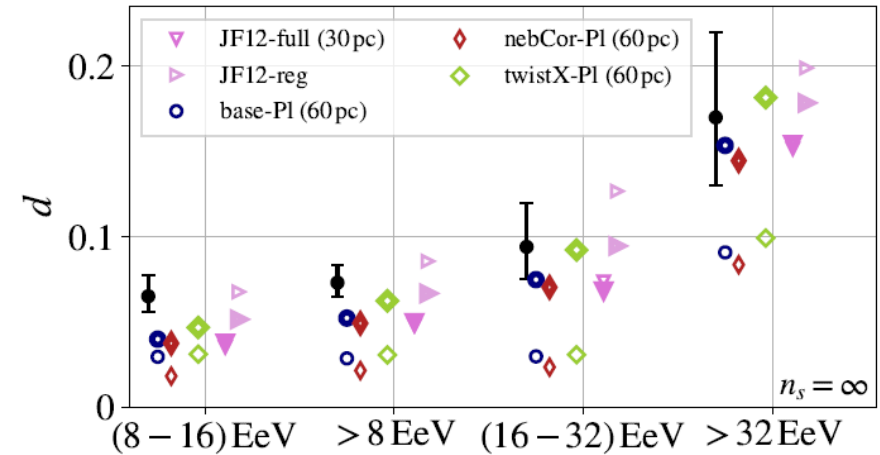 0.2
0.1
0
d
JF12-full (30 pc)
JF12-reg
base-Pl (60 pc)
nebCor-Pl (60 pc)
twistX-Pl (60 pc)
n_s = ∞
(8 − 16) EeV
> 8 EeV
(16 − 32) EeV
> 32 EeV